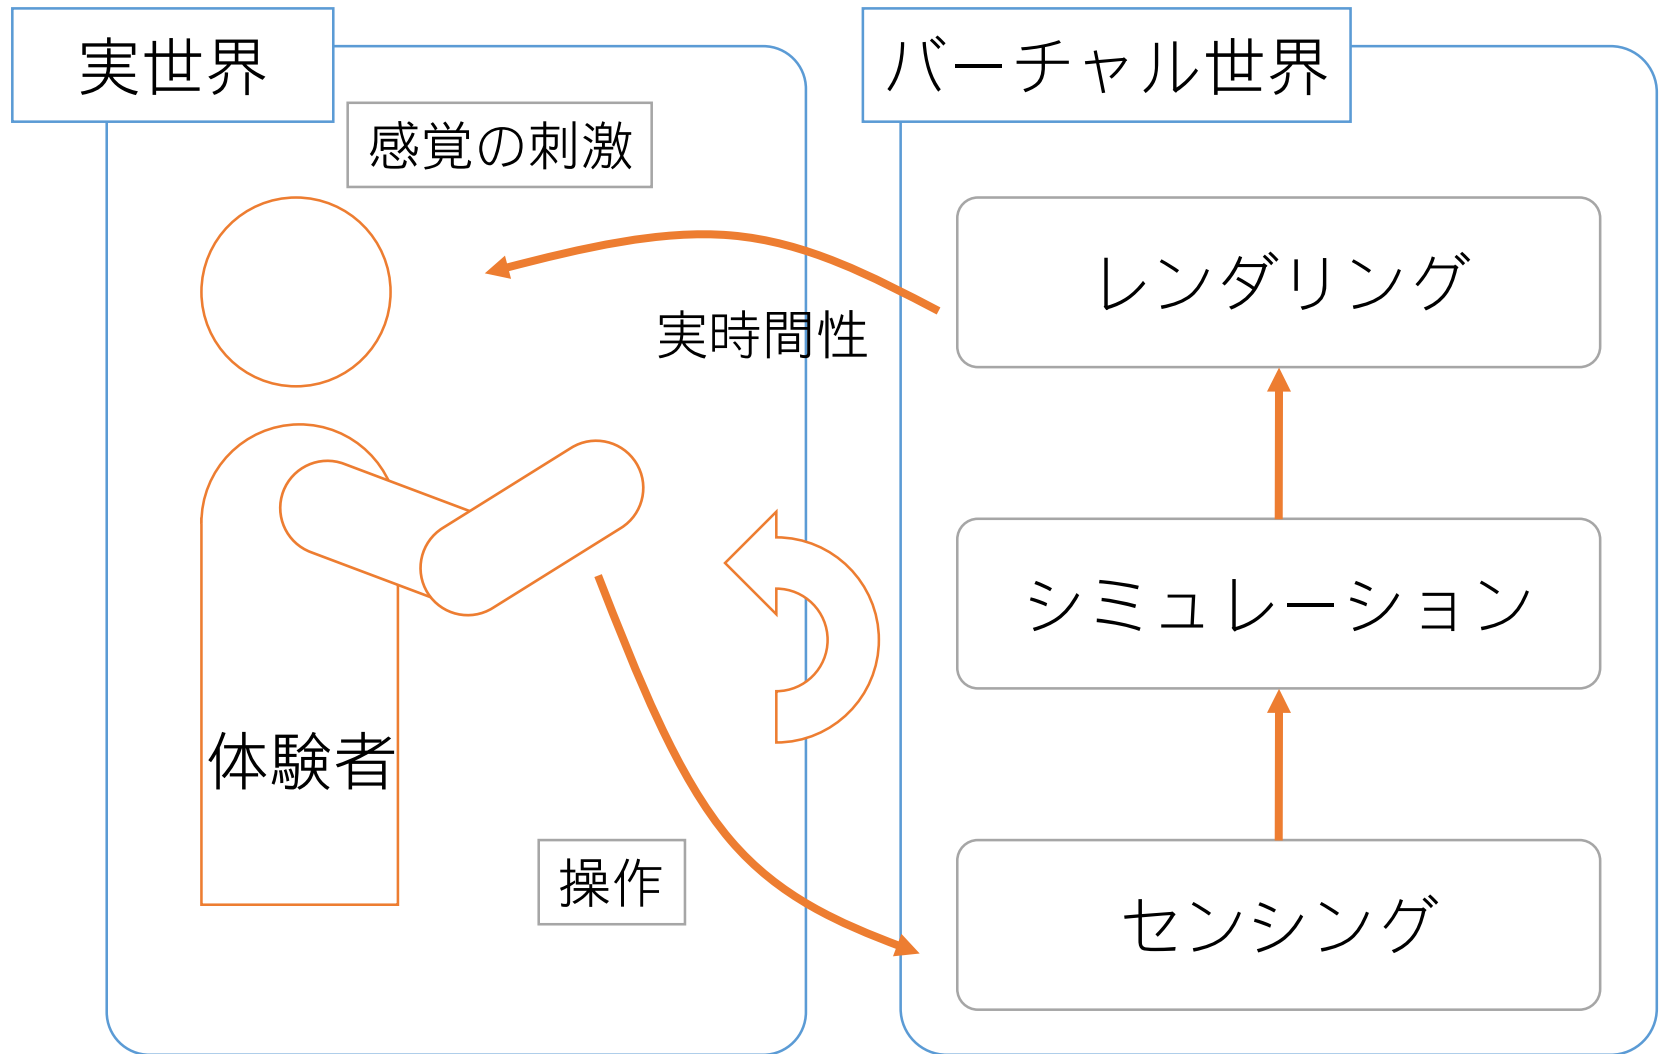 実世界
バーチャル世界
感覚の刺激
レンダリング
実時間性
シミュレーション
体験者
操作
センシング